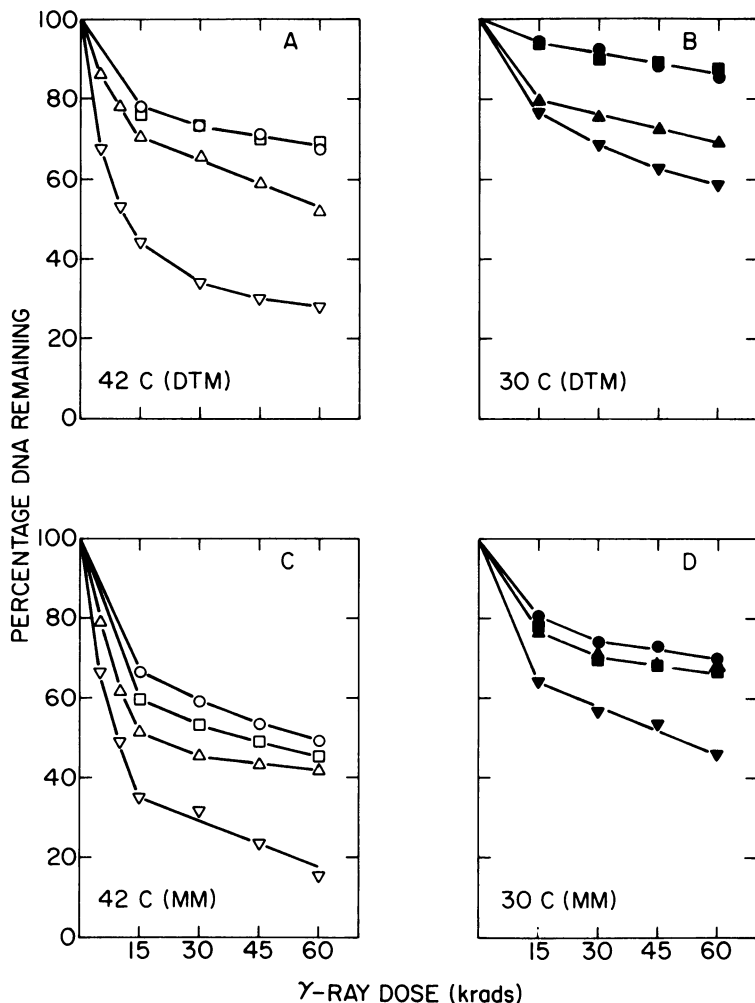 PERCENTAGE DNA REMAINING
100
80
60
40
20
0
A
42 C (DTM)
B
30 C (DTM)
100
80
60
40
20
0
C
42 C (MM)
15 30 45 60
D
30 C (MM)
15 30 45 60
γ-RAY DOSE (krads)